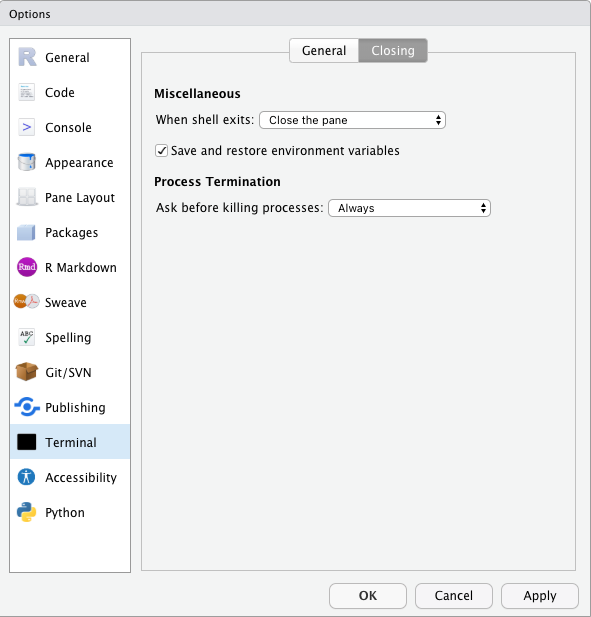 Options
General
Code
Console
Appearance
Pane Layout
Packages
Rmd R Markdown
Sweave
ABC Spelling
Git/SVN
Publishing
Terminal
Accessibility
Python
General Closing
Miscellaneous
When shell exits: Close the pane
Save and restore environment variables
Process Termination
Ask before killing processes: Always
OK Cancel Apply